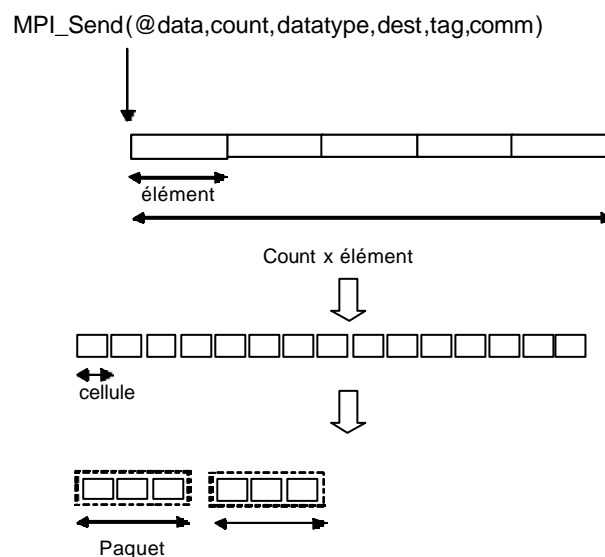 MPI_Send(@data,count,datatype,dest,tag,comm)
élément
Count x élément
cellule
Paquet